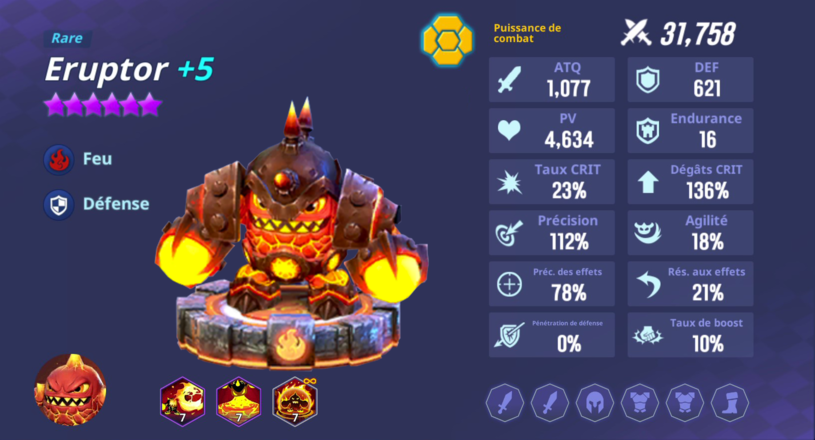 Rare
Eruptor +5
Feu
Défense
7
7
7
∞
Puissance de
combat
31,758
ATQ
1,077
DEF
621
PV
4,634
Endurance
16
Taux CRIT
23%
Dégâts CRIT
136%
Précision
112%
Agilité
18%
Préc. des effets
78%
Rés. aux effets
21%
Pénétration de défense
0%
Taux de boost
10%